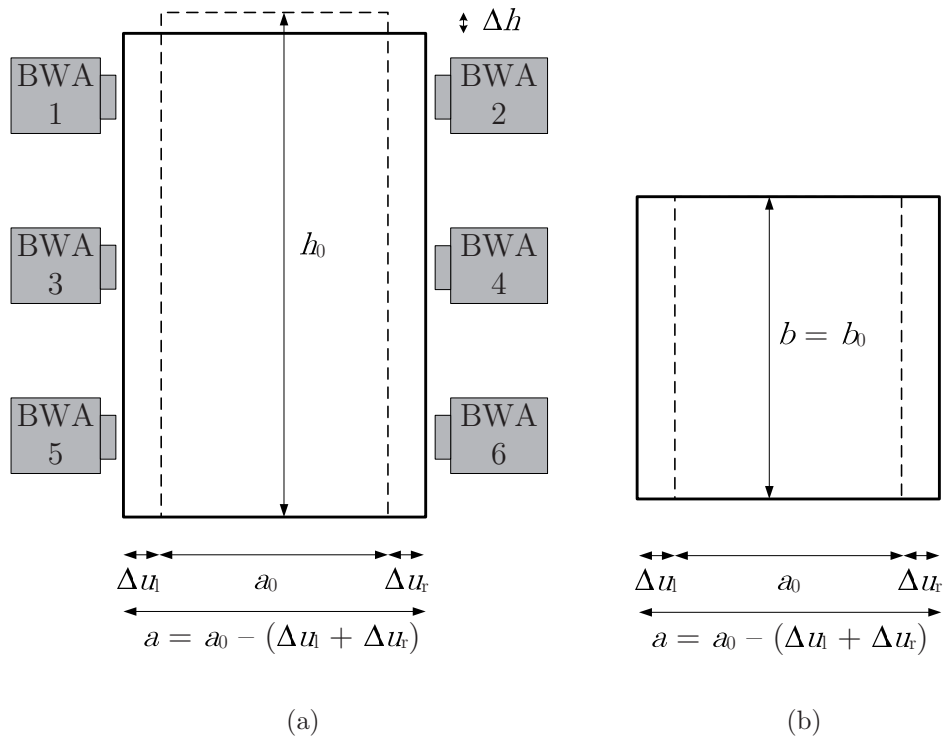 Δh
BWA
1
BWA
2
h₀
BWA
3
BWA
4
b = b₀
BWA
5
BWA
6
Δuₗ a₀ Δuᵣ
a = a₀ – (Δuₗ + Δuᵣ)
Δuₗ a₀ Δuᵣ
a = a₀ – (Δuₗ + Δuᵣ)
(a)
(b)